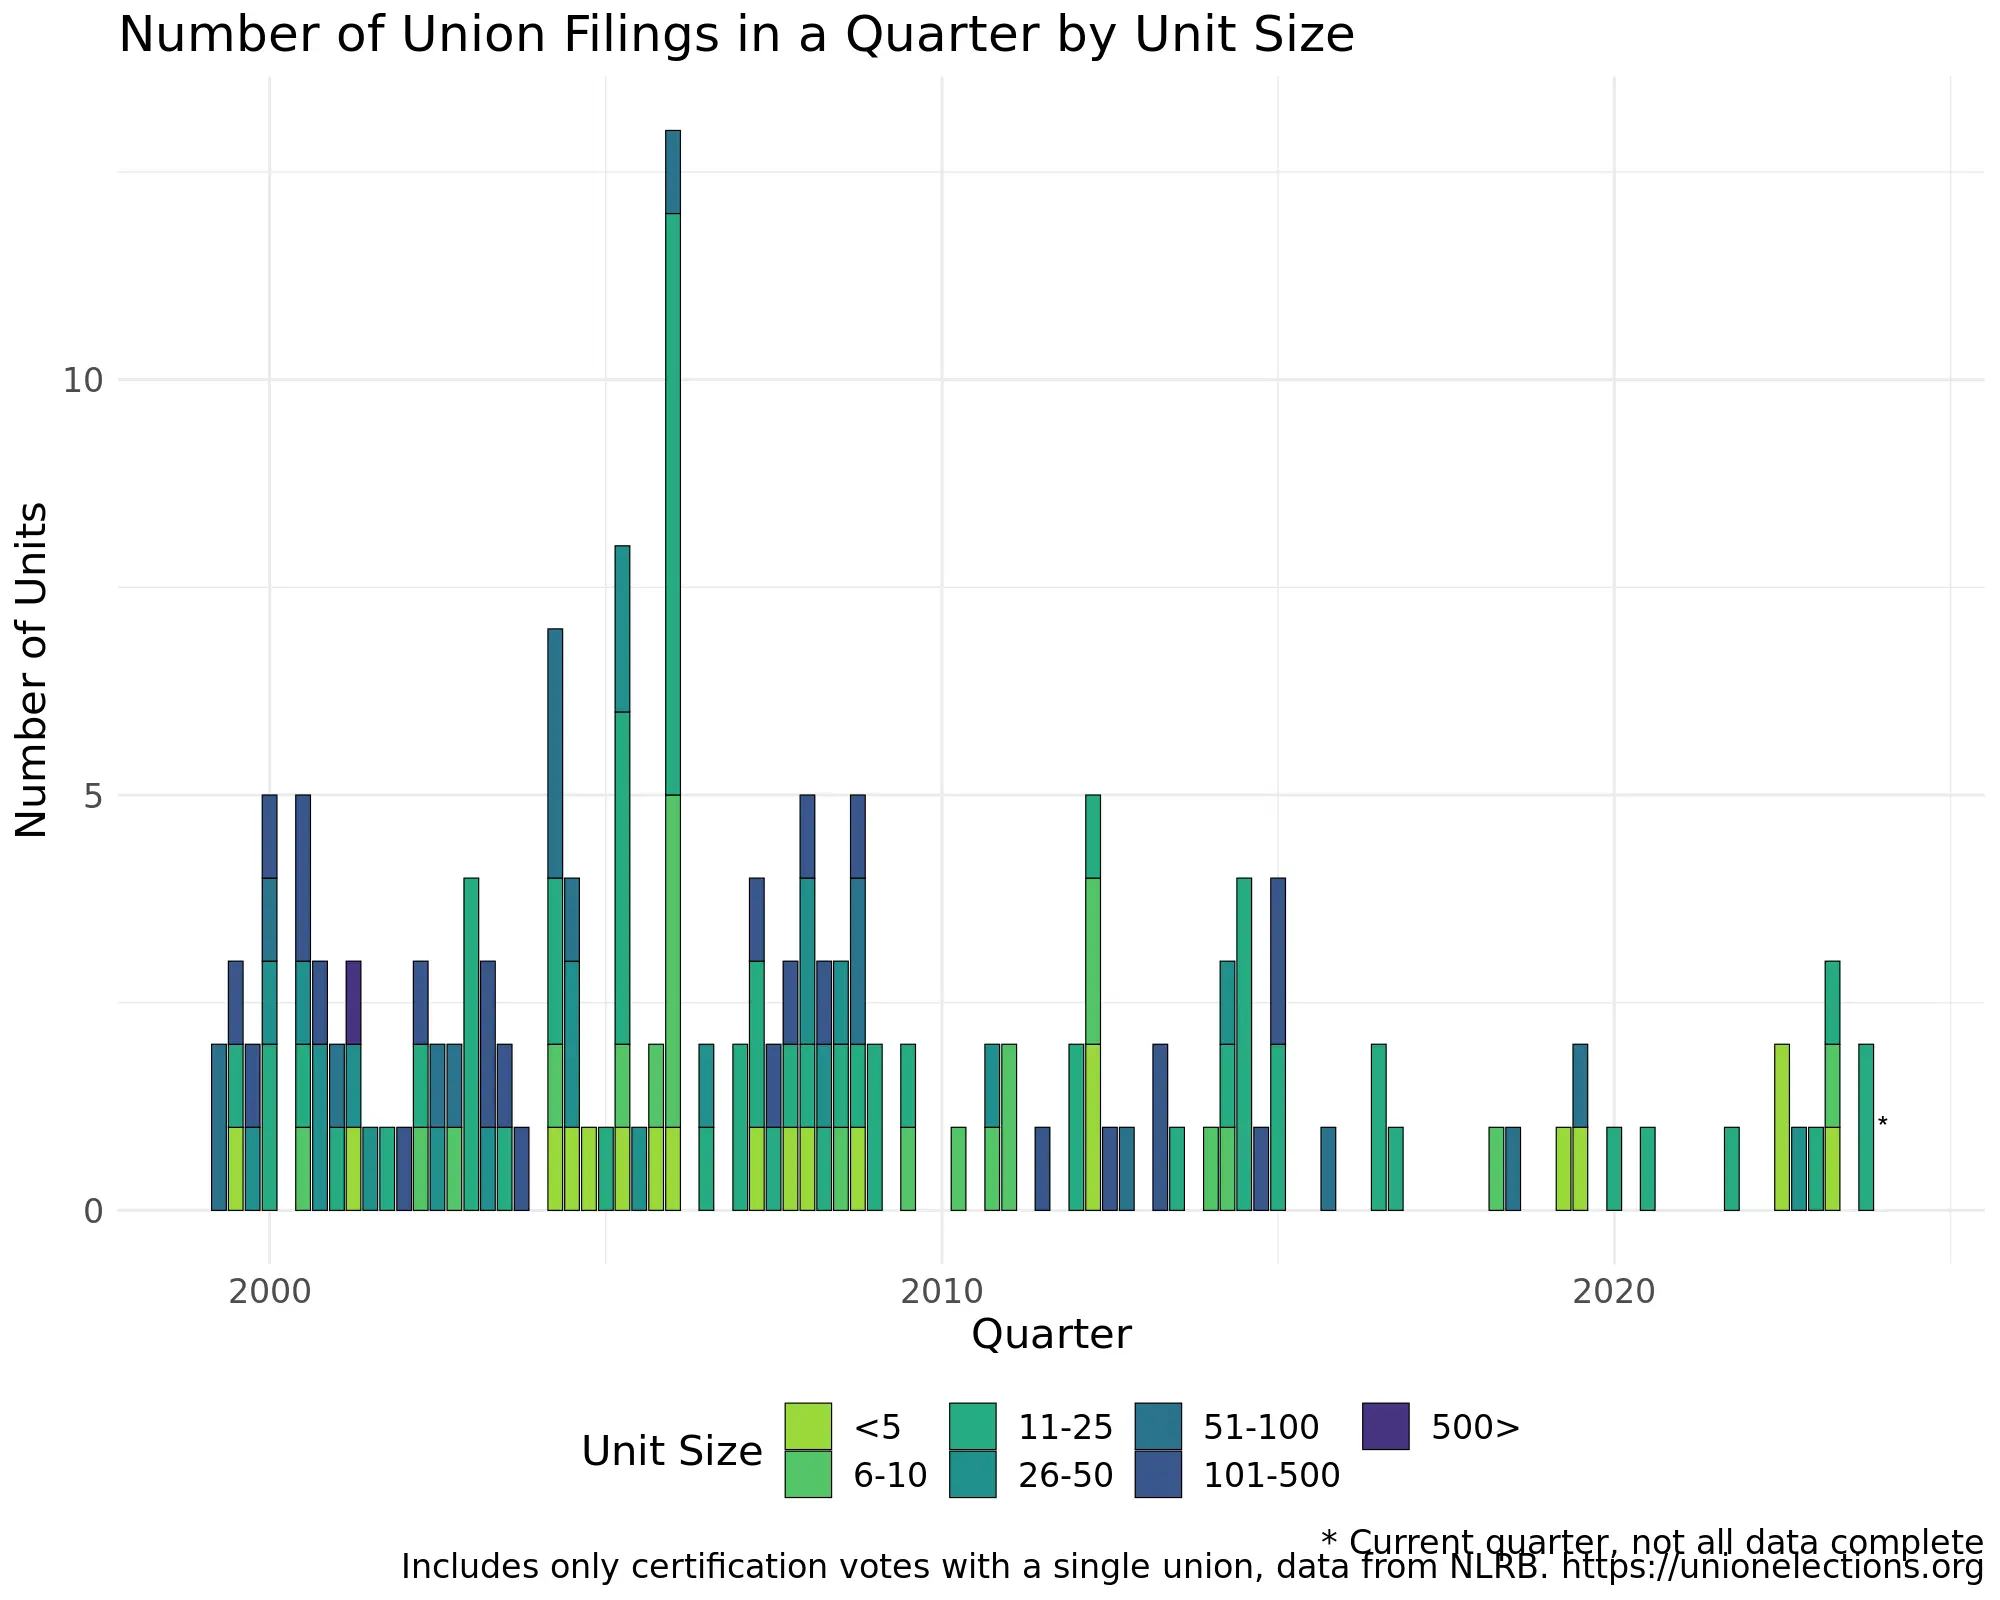 Number of Union Filings in a Quarter by Unit Size
Number of Units
10
5
0
*
2000 2010 2020
Quarter
Unit Size
<5 11-25 51-100 500>
6-10 26-50 101-500
* Current quarter, not all data complete
Includes only certification votes with a single union, data from NLRB. https://unionelections.org